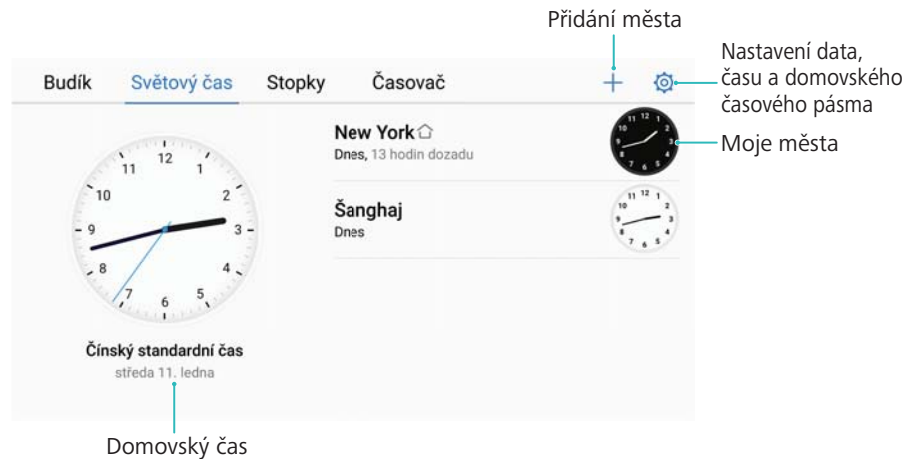 Přidání města
Nastavení data,
času a domovského
časového pásma
Budík Světový čas Stopky Časovač
New York
Dnes, 13 hodin dozadu
Moje města
Šanghaj
Dnes
12
1
2
3
4
5
6
7
8
9
10
11
Čínský standardní čas
středa 11. ledna
Domovský čas